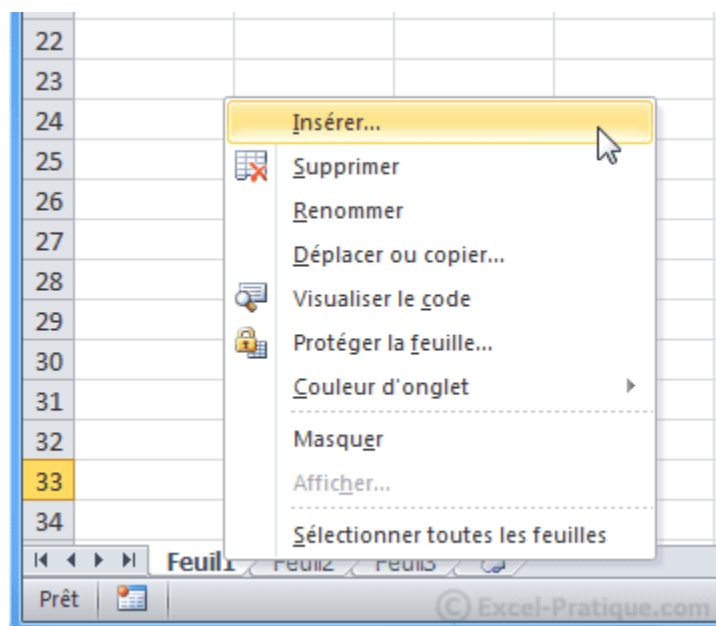 22
23
24
Insérer...
25
Supprimer
26
Renommer
27
Déplacer ou copier...
28
Visualiser le code
29
Protéger la feuille...
30
Couleur d'onglet
31
32
Masquer
33
Afficher...
34
Sélectionner toutes les feuilles
Feuil1 Feuil2 Feuil3
Prêt
© Excel-Pratique.com